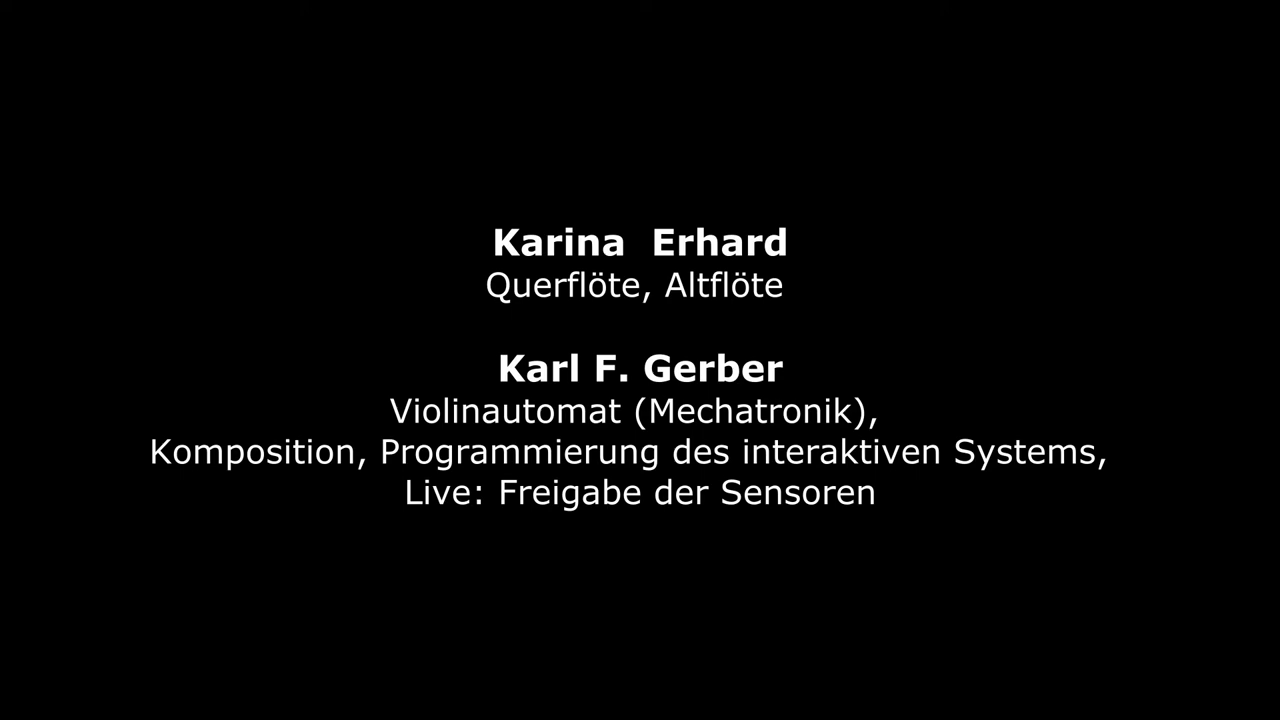 Karina  Erhard
Querflöte, Altflöte
Karl F. Gerber
Violinautomat (Mechatronik),
Komposition, Programmierung des interaktiven Systems,
Live: Freigabe der Sensoren